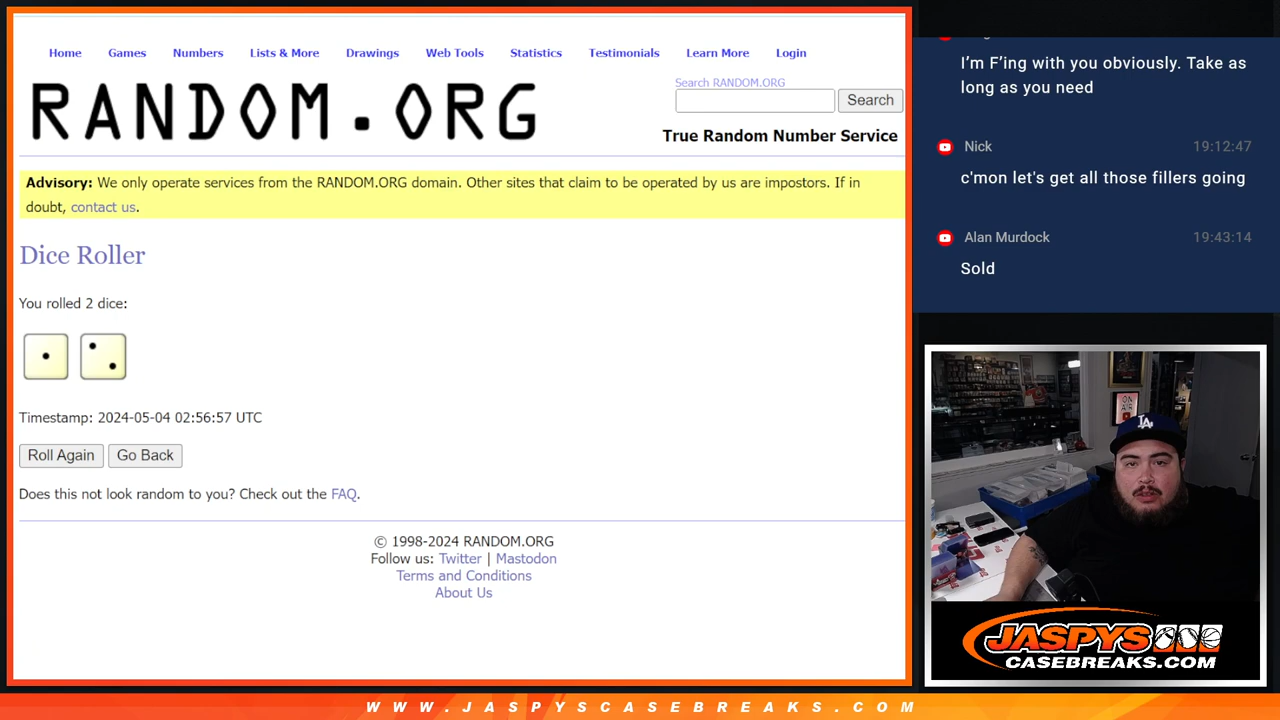 Home Games Numbers Lists & More Drawings Web Tools Statistics Testimonials Learn More Login
RANDOM.ORG
Search RANDOM.ORG
Search
True Random Number Service
Advisory: We only operate services from the RANDOM.ORG domain. Other sites that claim to be operated by us are impostors. If in
doubt, contact us.
Dice Roller
You rolled 2 dice:
Timestamp: 2024-05-04 02:56:57 UTC
Roll Again Go Back
Does this not look random to you? Check out the FAQ.
© 1998-2024 RANDOM.ORG
Follow us: Twitter | Mastodon
Terms and Conditions
About Us
I’m F’ing with you obviously. Take as
long as you need
Nick 19:12:47
c'mon let's get all those fillers going
Alan Murdock 19:43:14
Sold
ON
AIR
LA
JASPYS
CASEBREAKS.COM
WWW.JASPYSCASEBREAKS.COM